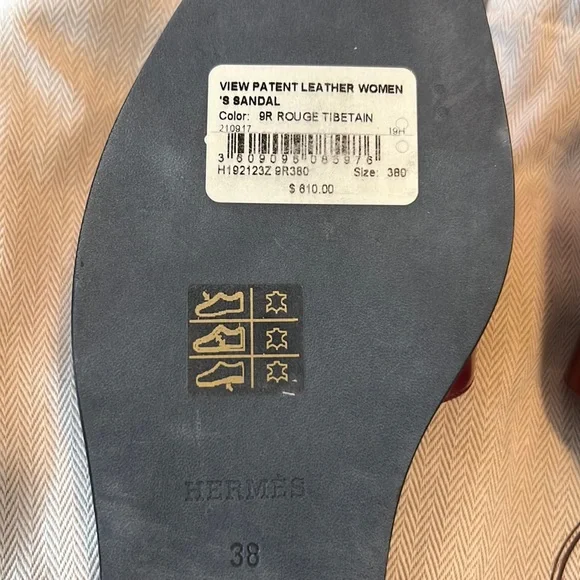 VIEW PATENT LEATHER WOMEN
'S SANDAL
Color: 9R ROUGE TIBETAIN
210917 19H
3 609096 085976
H192123Z 9R380 Size: 380
$ 610.00
HERMÈS
38